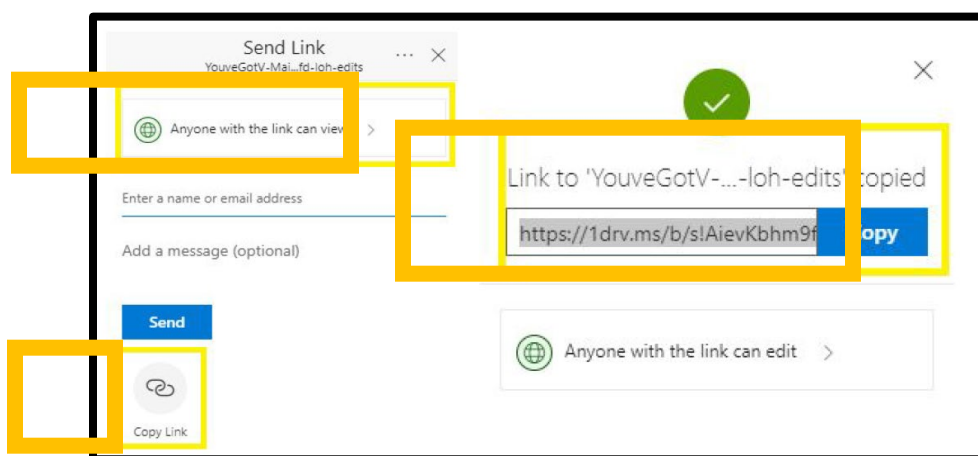 Send Link
YouveGotV-Mai...fd-loh-edits
Anyone with the link can view
Enter a name or email address
Add a message (optional)
Send
Copy Link
Link to 'YouveGotV-...-loh-edits' copied
https://1drv.ms/b/s!AievKbhm9f
opy
Anyone with the link can edit